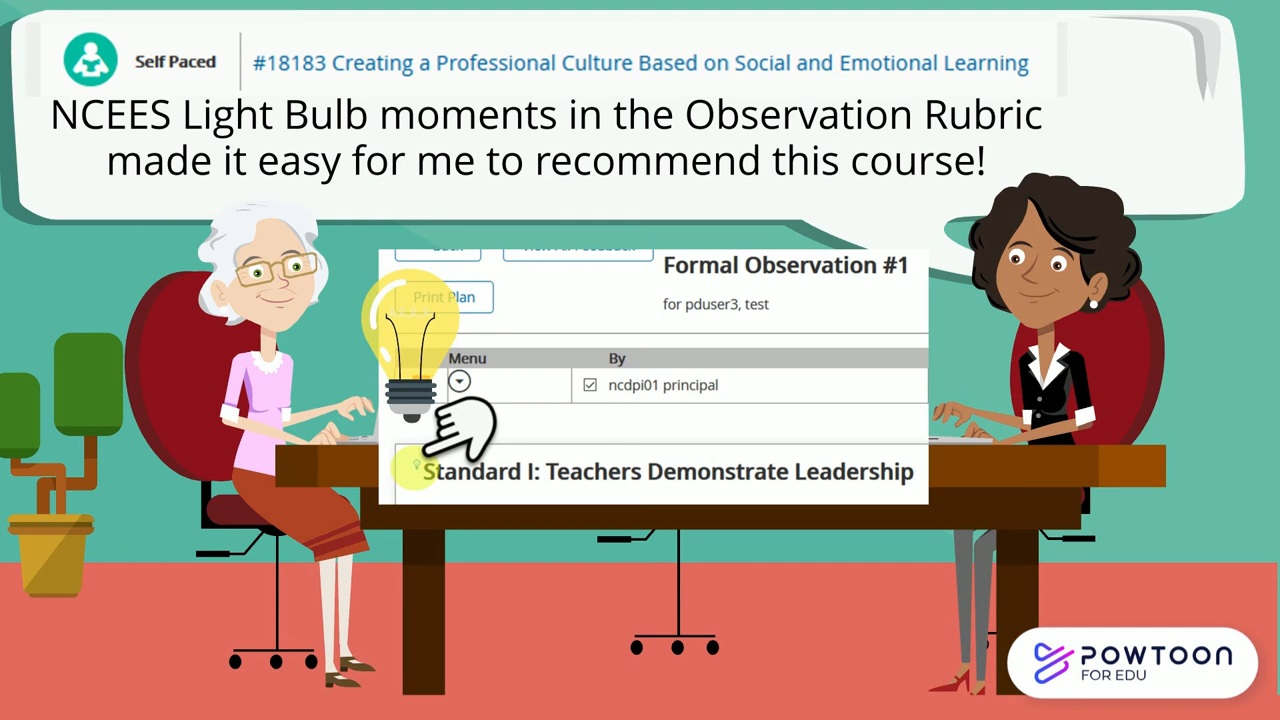 Self Paced
#18183 Creating a Professional Culture Based on Social and Emotional Learning
NCEES Light Bulb moments in the Observation Rubric
made it easy for me to recommend this course!
Formal Observation #1
Print Plan
for pduser3, test
Menu
By
ncdpi01 principal
Standard I: Teachers Demonstrate Leadership
POWTOON
FOR EDU